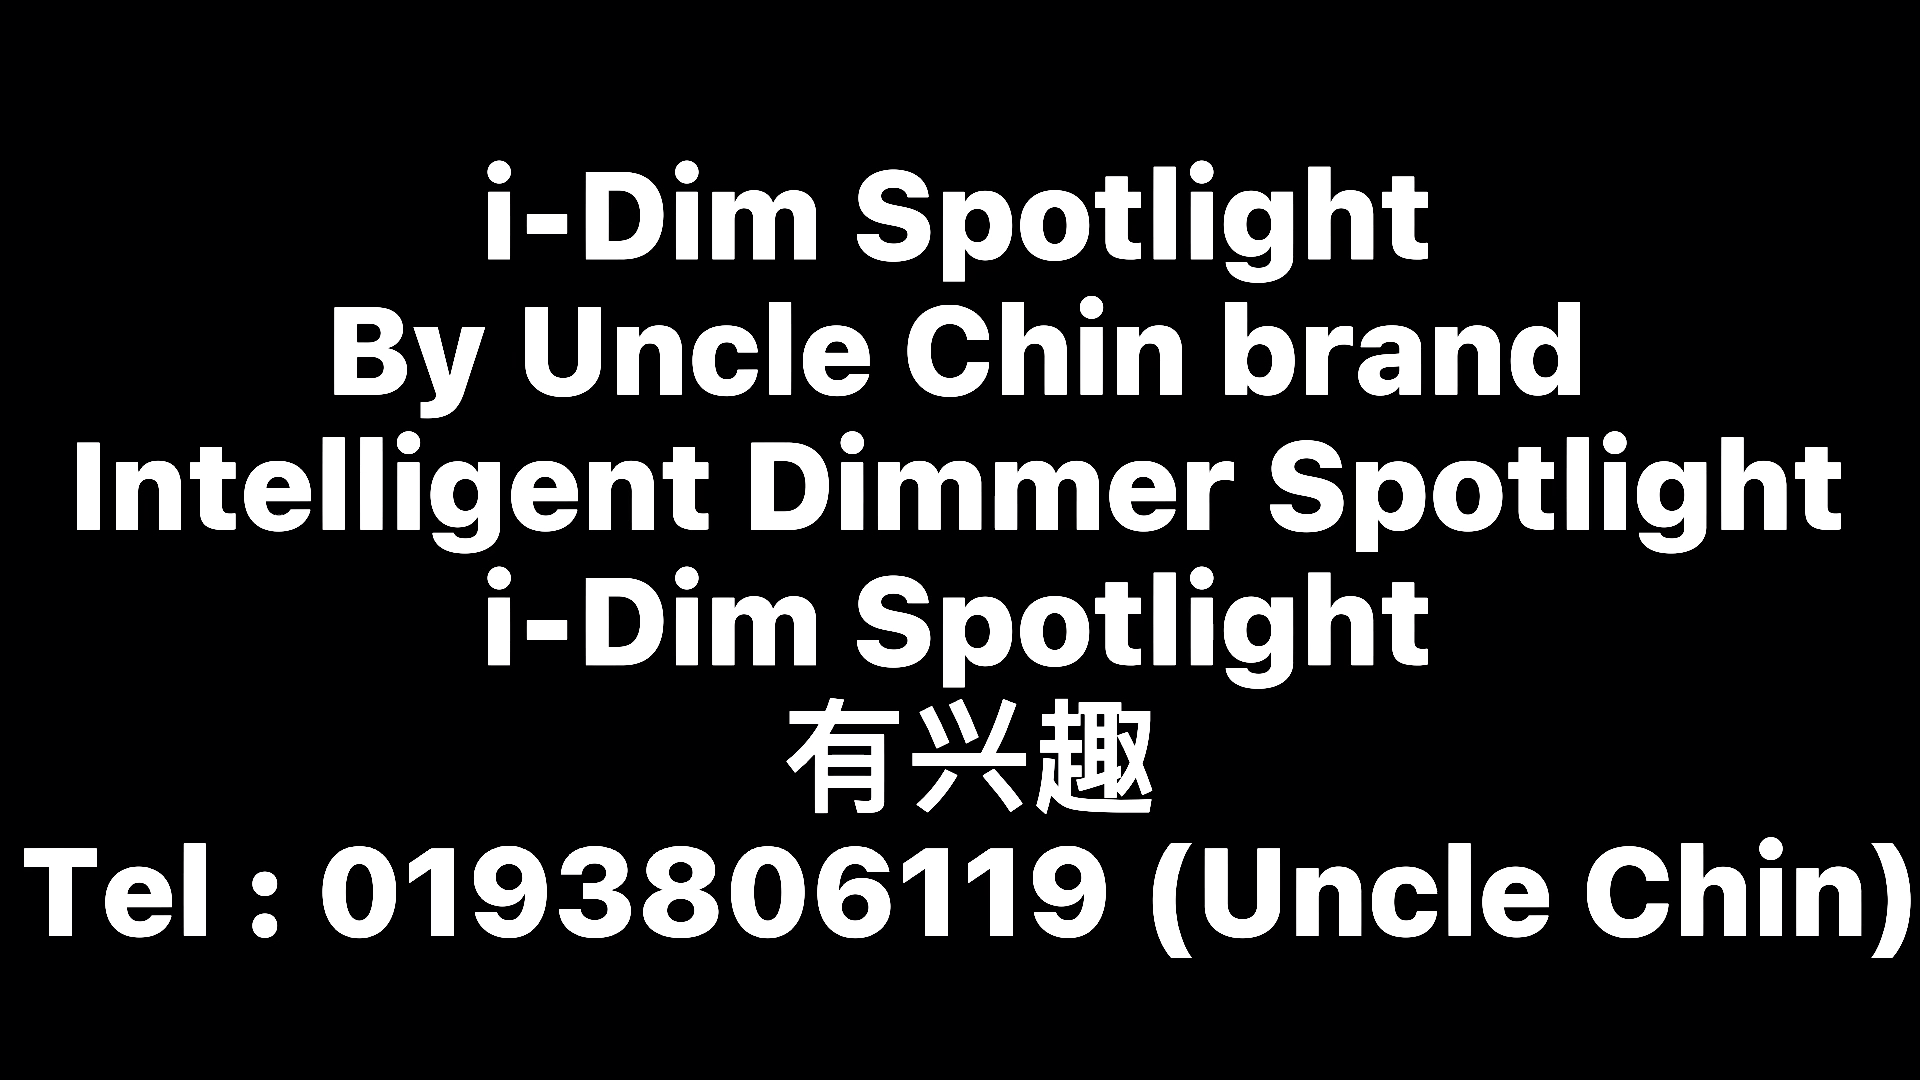 i-Dim Spotlight
By Uncle Chin brand
Intelligent Dimmer Spotlight
i-Dim Spotlight
有兴趣
Tel : 0193806119 (Uncle Chin)